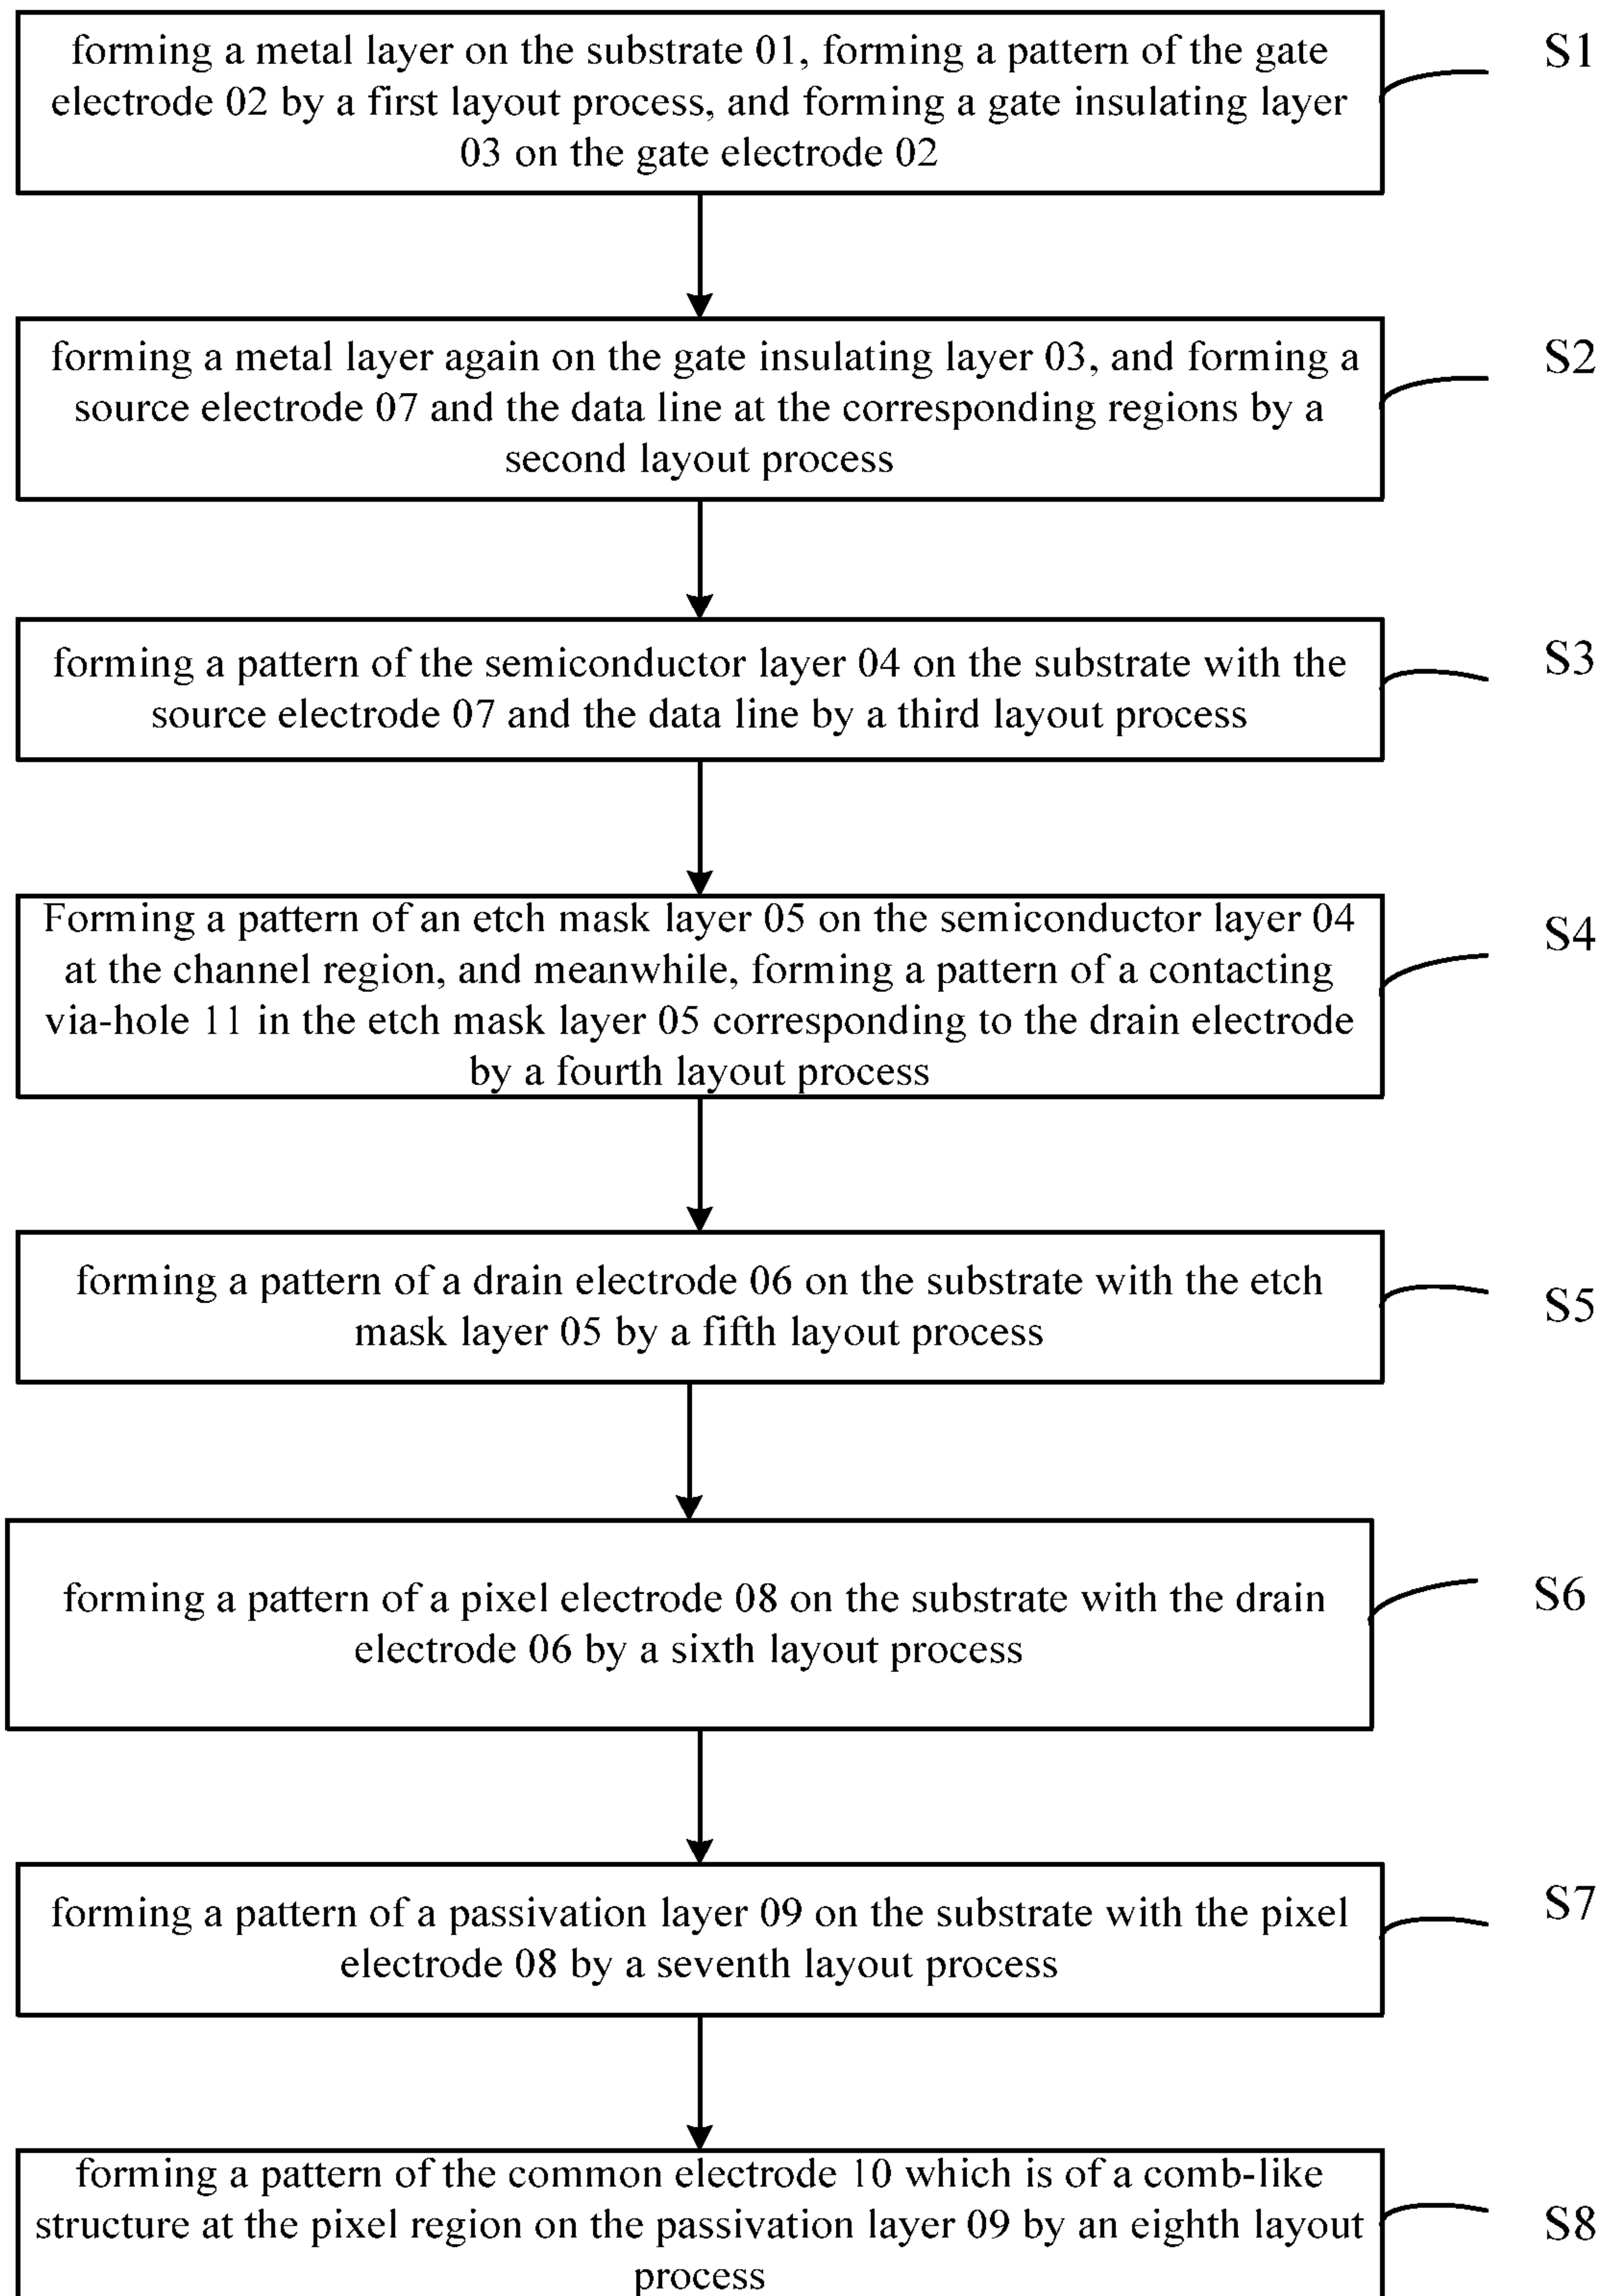 forming a metal layer on the substrate 01, forming a pattern of the gate
electrode 02 by a first layout process, and forming a gate insulating layer
03 on the gate electrode 02
S1
forming a metal layer again on the gate insulating layer 03, and forming a
source electrode 07 and the data line at the corresponding regions by a
second layout process
S2
forming a pattern of the semiconductor layer 04 on the substrate with the
source electrode 07 and the data line by a third layout process
S3
Forming a pattern of an etch mask layer 05 on the semiconductor layer 04
at the channel region, and meanwhile, forming a pattern of a contacting
via-hole 11 in the etch mask layer 05 corresponding to the drain electrode
by a fourth layout process
S4
forming a pattern of a drain electrode 06 on the substrate with the etch
mask layer 05 by a fifth layout process
S5
forming a pattern of a pixel electrode 08 on the substrate with the drain
electrode 06 by a sixth layout process
S6
forming a pattern of a passivation layer 09 on the substrate with the pixel
electrode 08 by a seventh layout process
S7
forming a pattern of the common electrode 10 which is of a comb-like
structure at the pixel region on the passivation layer 09 by an eighth layout
process
S8